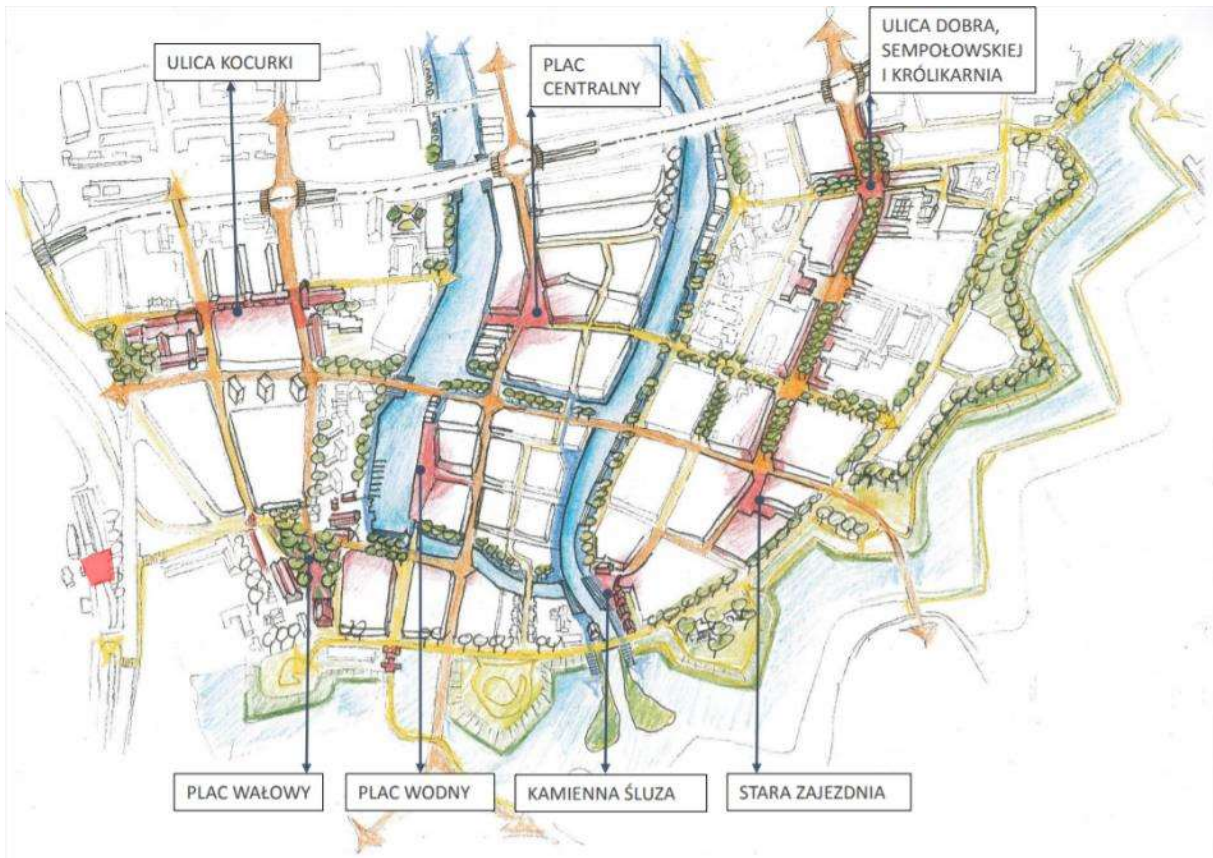 ULICA KOCURKI
PLAC
CENTRALNY
ULICA DOBRA,
SEMPOŁOWSKIEJ
I KRÓLIKARNIA
PLAC WAŁOWY
PLAC WODNY
KAMIENNA ŚLUZA
STARA ZAJEZDNIA